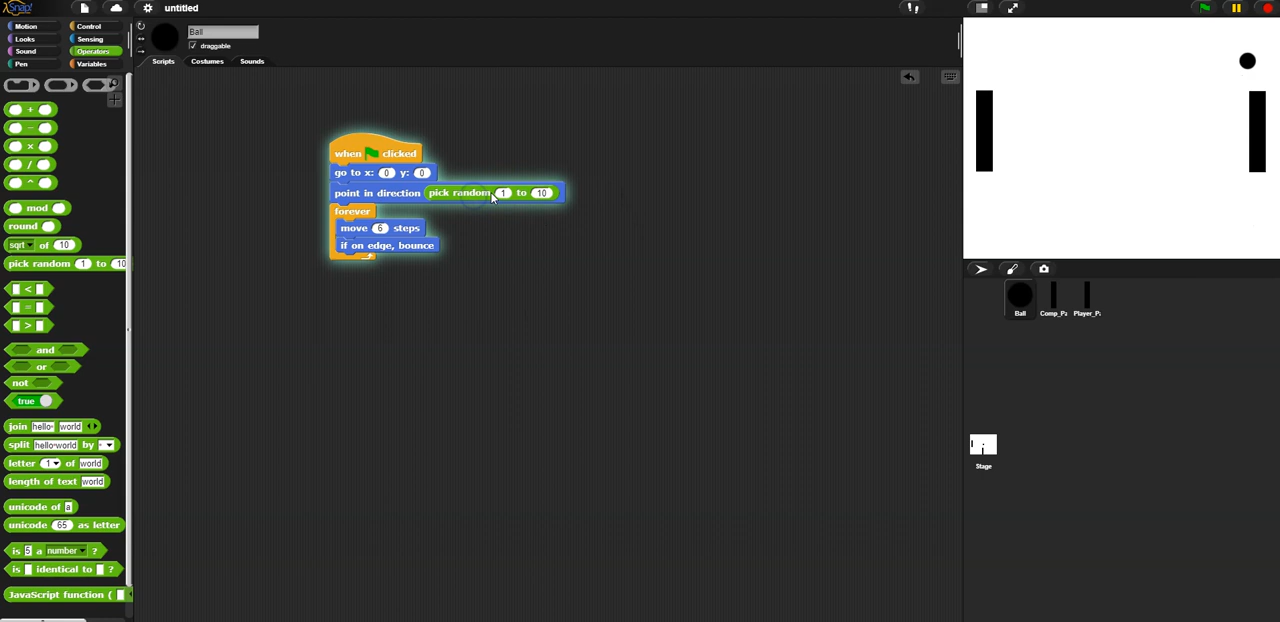 Snap!
untitled
Motion
Control
Looks
Sensing
Sound
Operators
Pen
Variables
Ball
draggable
Scripts
Costumes
Sounds
+
−
×
/
^
mod
round
sqrt of 10
pick random 1 to 10
<
=
>
and
or
not
true
join hello world
split hello world by
letter 1 of world
length of text world
unicode of a
unicode 65 as letter
is 5 a number ?
is identical to ?
JavaScript function (
when clicked
go to x: 0 y: 0
point in direction pick random 1 to 10
forever
move 6 steps
if on edge, bounce
Ball
Comp_Pa
Player_Pa
Stage